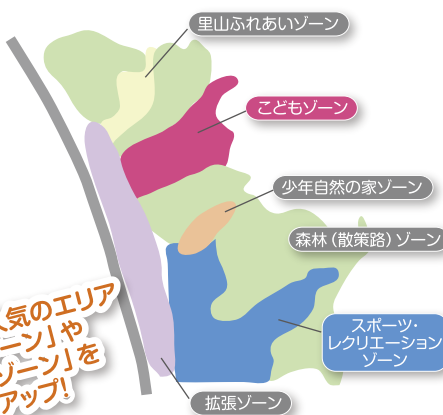 里山ふれあいゾーン
こどもゾーン
少年自然の家ゾーン
森林（散策路）ゾーン
スポーツ・
レクリエーション
ゾーン
拡張ゾーン
人気のエリア
ーン」や
ゾーン」を
アップ!